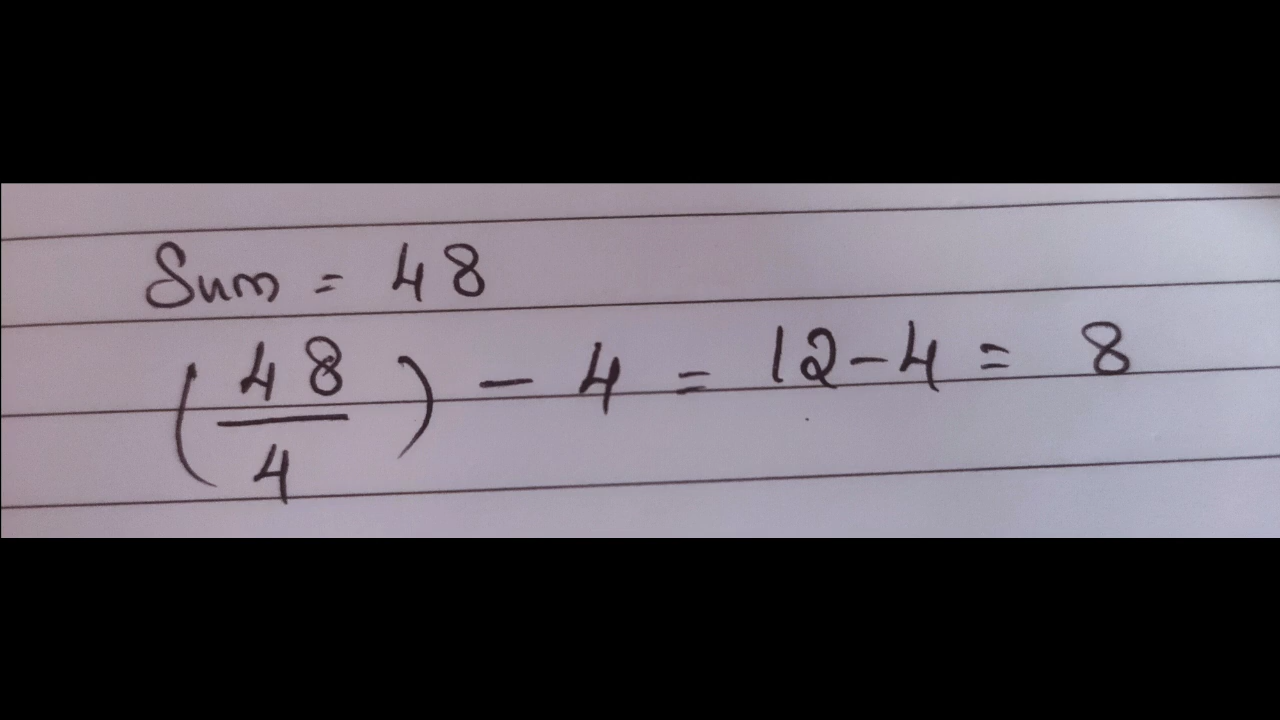 Sum = 48
(48/4) - 4 = 12 - 4 = 8